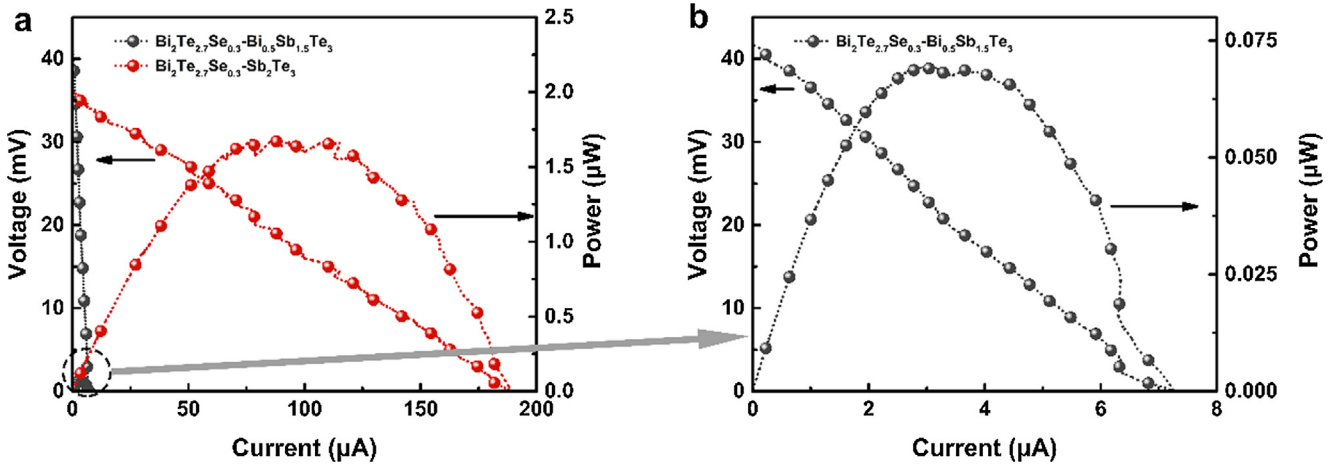 a
Bi2Te2.7Se0.3-Bi0.5Sb1.5Te3
Bi2Te2.7Se0.3-Sb2Te3
Voltage (mV)
40
30
20
10
0
2.5
2.0
1.5
1.0
0.5
0.0
Power (μW)
0 50 100 150 200
Current (μA)
b
Bi2Te2.7Se0.3-Bi0.5Sb1.5Te3
Voltage (mV)
40
30
20
10
0
0.075
0.050
0.025
0.000
Power (μW)
0 2 4 6 8
Current (μA)